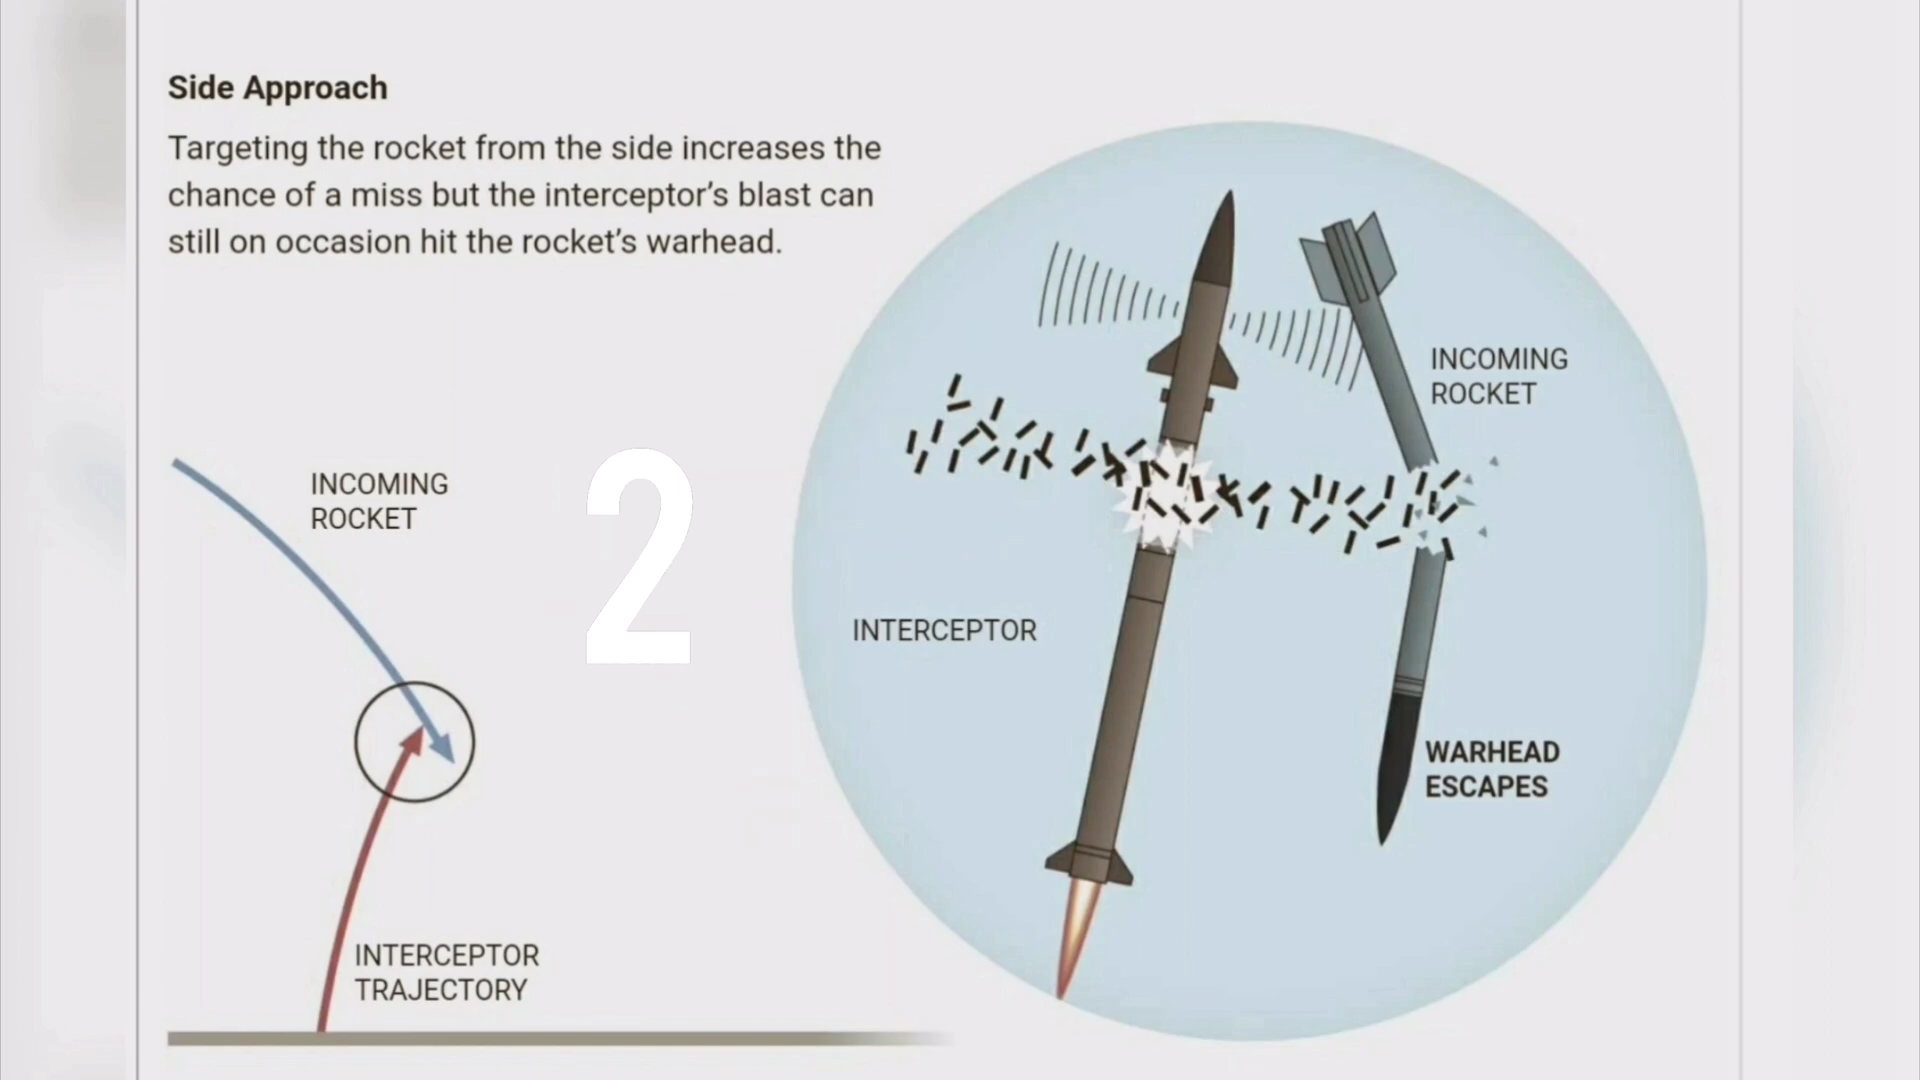 Side Approach
Targeting the rocket from the side increases the
chance of a miss but the interceptor's blast can
still on occasion hit the rocket's warhead.
INCOMING
ROCKET
2
INTERCEPTOR
TRAJECTORY
INCOMING
ROCKET
INTERCEPTOR
WARHEAD
ESCAPES